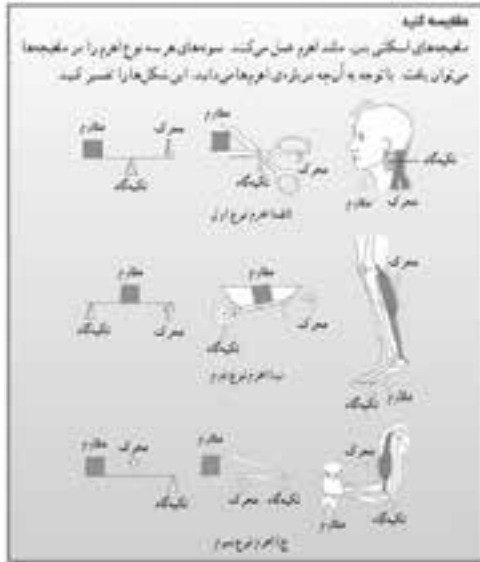 مقایسه کنید
ماهیچه‌های اسکلتی بدن مانند اهرم عمل می‌کنند. نمونه‌های هر سه نوع اهرم را در ماهیچه‌ها
می‌توان یافت. با توجه به آن‌چه درباره‌ی اهرم‌ها می‌دانید، این شکل‌ها را تفسیر کنید.
تکیه‌گاه
محرک
مقاوم
مقاوم
محرک
تکیه‌گاه
مقاوم
محرک
تکیه‌گاه
الف) اهرم نوع اول
محرک
مقاوم
تکیه‌گاه
مقاوم
محرک
تکیه‌گاه
مقاوم
محرک
تکیه‌گاه
ب) اهرم نوع دوم
محرک
تکیه‌گاه
مقاوم
مقاوم
تکیه‌گاه
محرک
مقاوم
محرک
تکیه‌گاه
ج) اهرم نوع سوم